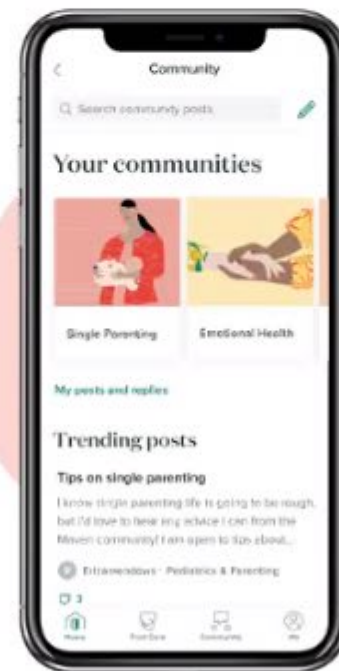 Community
Search community posts
Your communities
Single Parenting
Emotional Health
My posts and replies
Trending posts
Tips on single parenting
I know single parenting life is going to be rough,
but I'd love to hear any advice I can from the
Maven community! I am open to tips about...
Pediatrics & Parenting
3
Home
Community
Me